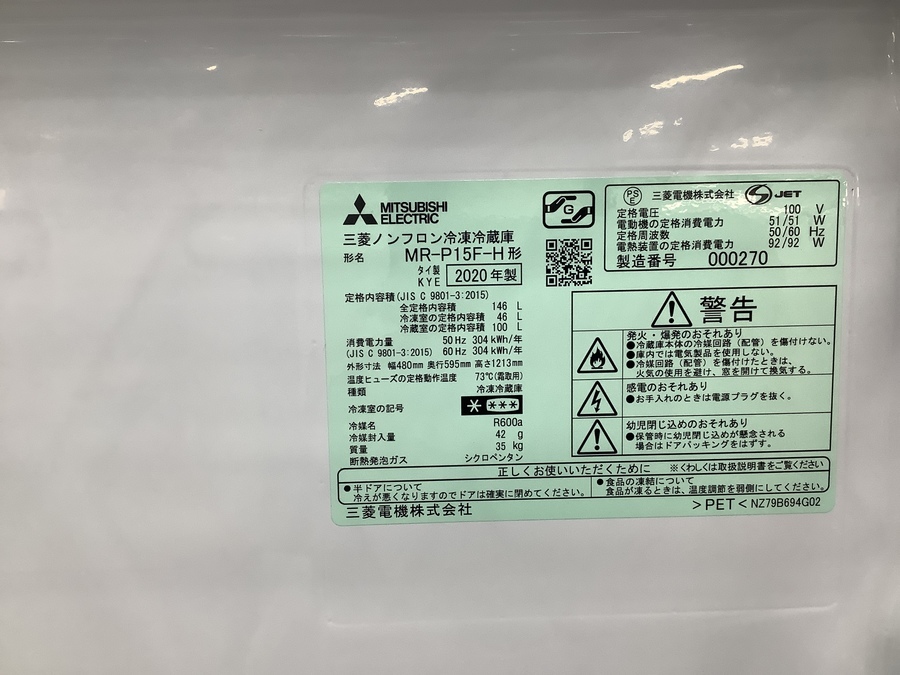 MITSUBISHI
ELECTRIC
G
三菱ノンフロン冷凍冷蔵庫
形名 MR-P15F-H形
タイ製
KYE
2020年製
定格内容積(JIS C 9801-3:2015)
全定格内容積 146 L
冷凍室の定格内容積 46 L
冷蔵室の定格内容積 100 L
消費電力量 50 Hz 304 kWh/年
(JIS C 9801-3:2015) 60 Hz 304 kWh/年
外形寸法 幅480mm 奥行595mm 高さ1213mm
温度ヒューズの定格動作温度 73℃(霜取用)
種類 冷凍冷蔵庫
冷凍室の記号 * ***
冷媒名 R600a
冷媒封入量 42 g
質量 35 kg
断熱発泡ガス シクロペンタン
PS
E
三菱電機株式会社 JET
定格電圧 100 V
電動機の定格消費電力 51/51 W
定格周波数 50/60 Hz
電熱装置の定格消費電力 92/92 W
製造番号 000270
警告
発火・爆発のおそれあり
●冷蔵庫本体の冷媒回路(配管)を傷付けない。
●庫内では電気製品を使用しない。
●冷媒回路(配管)を傷付けたときは、
火気の使用を避け、窓を開けて換気する。
感電のおそれあり
●お手入れのときは電源プラグを抜く。
幼児閉じ込めのおそれあり
●保管時に幼児閉じ込めが懸念される
場合はドアパッキングをはずす。
正しくお使いいただくために ※くわしくは取扱説明書をご覧ください
●半ドアについて
冷えが悪くなりますのでドアは確実に閉めてください。
●食品の凍結について
食品が凍るときは、温度調節を弱側にしてください。
三菱電機株式会社
>PET< NZ79B694G02